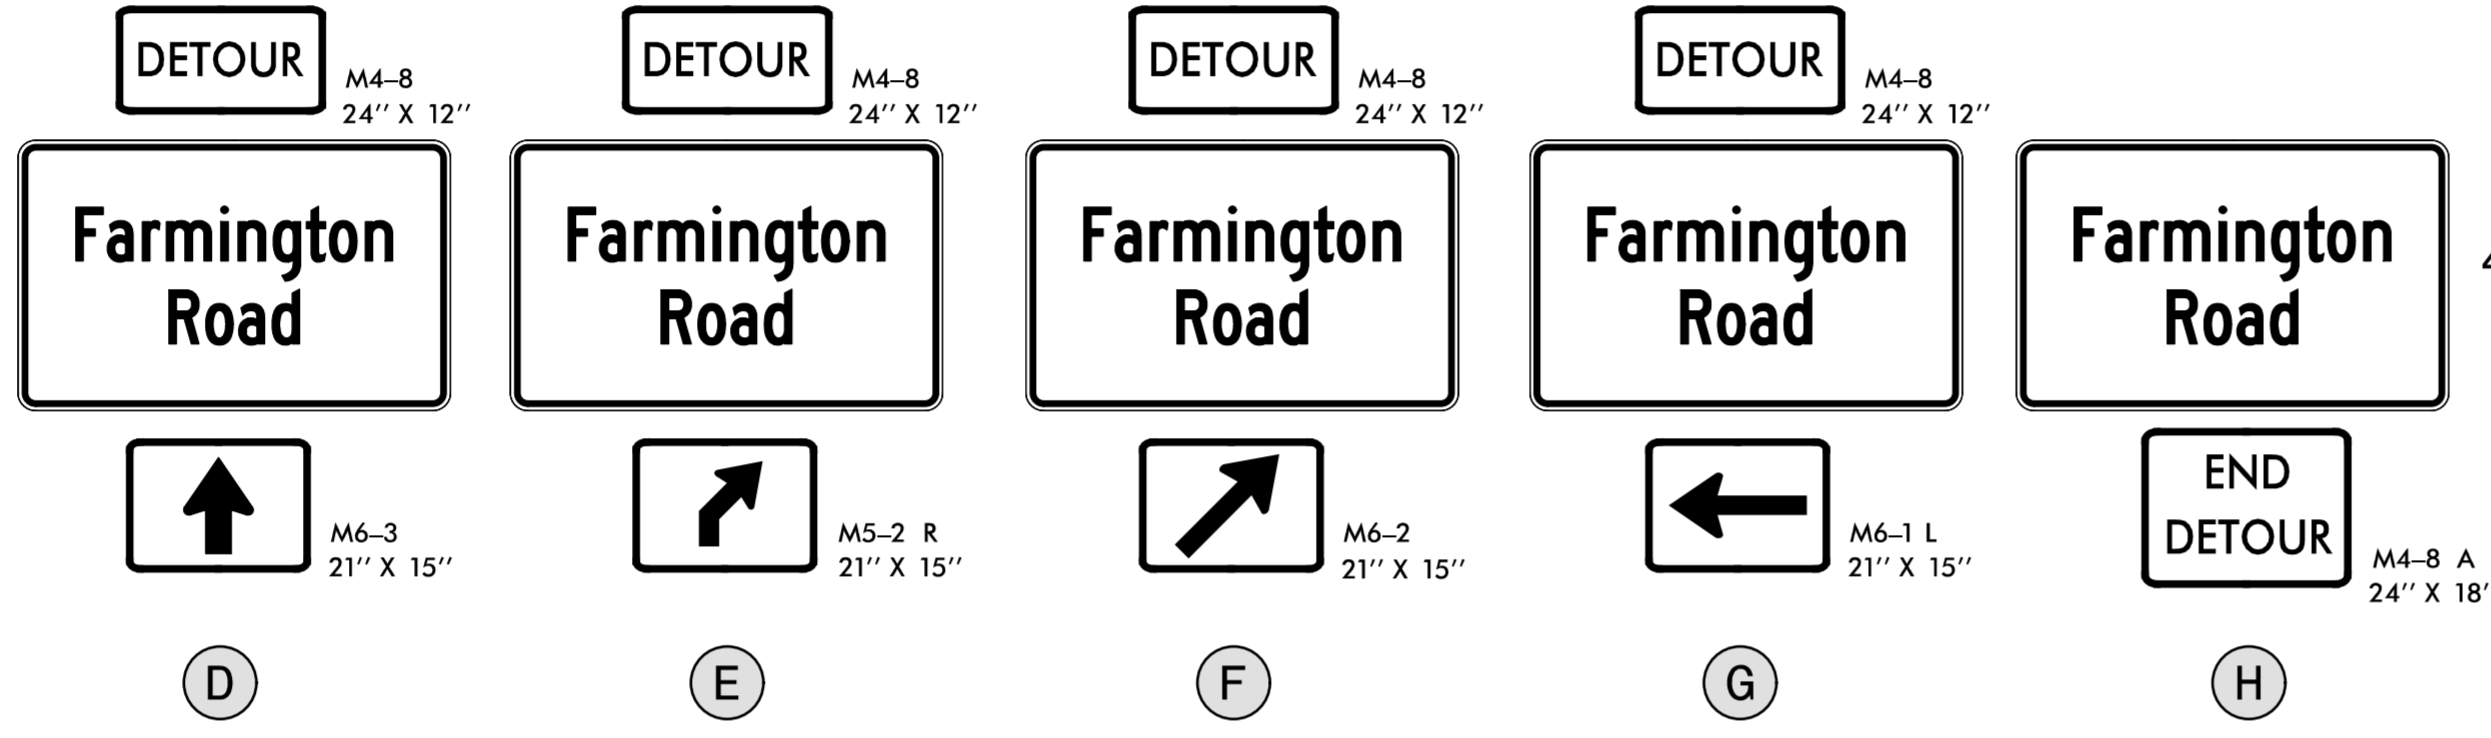 DETOUR
M4–8
24'' X 12''
Farmington
Road
M6–3
21'' X 15''
D
DETOUR
M4–8
24'' X 12''
Farmington
Road
M5–2 R
21'' X 15''
E
DETOUR
M4–8
24'' X 12''
Farmington
Road
M6–2
21'' X 15''
F
DETOUR
M4–8
24'' X 12''
Farmington
Road
M6–1 L
21'' X 15''
G
Farmington
Road
END
DETOUR
M4–8 A
24'' X 18'
H